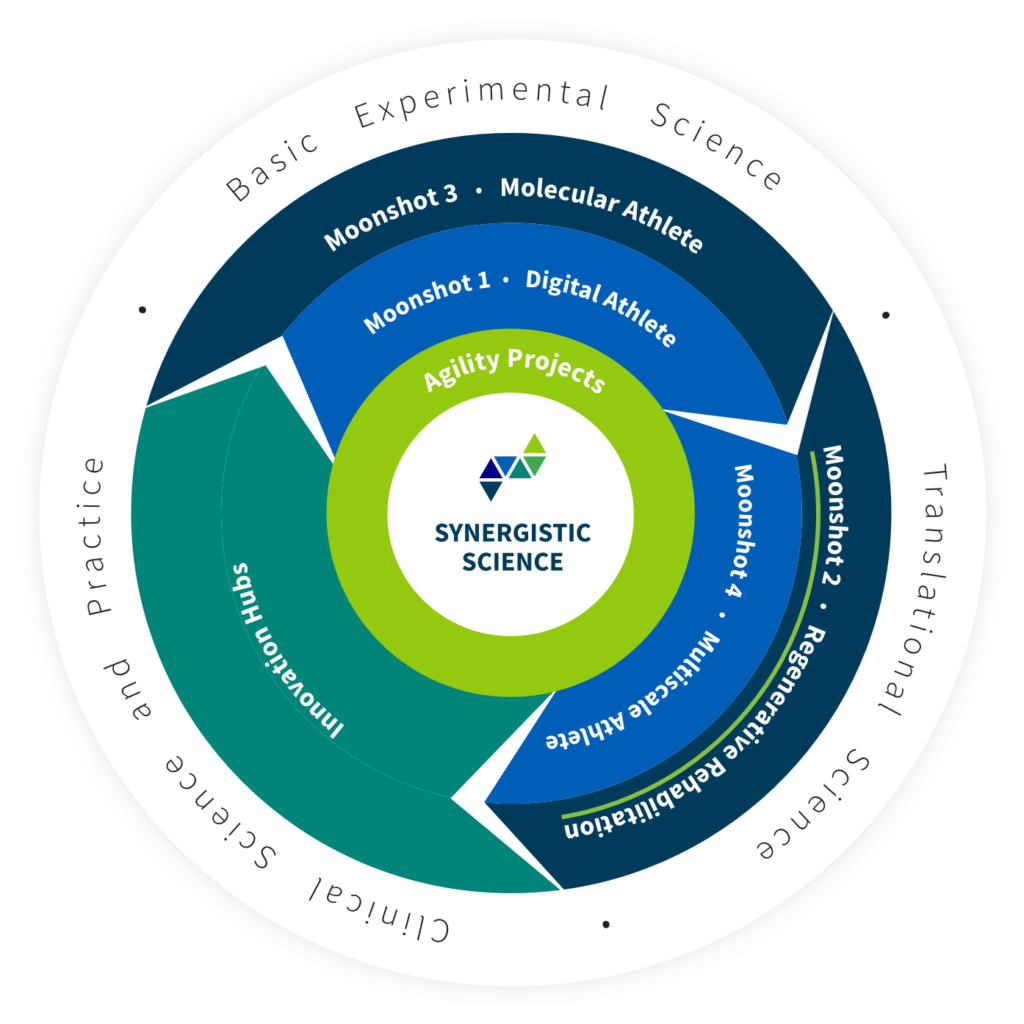 Basic Experimental Science
•
Translational Science
•
Clinical Science and Practice
•
Moonshot 3 • Molecular Athlete
Moonshot 1 • Digital Athlete
Moonshot 2 • Regenerative Rehabilitation
Moonshot 4 • Multiscale Athlete
Innovation Hubs
Agility Projects
SYNERGISTIC
SCIENCE